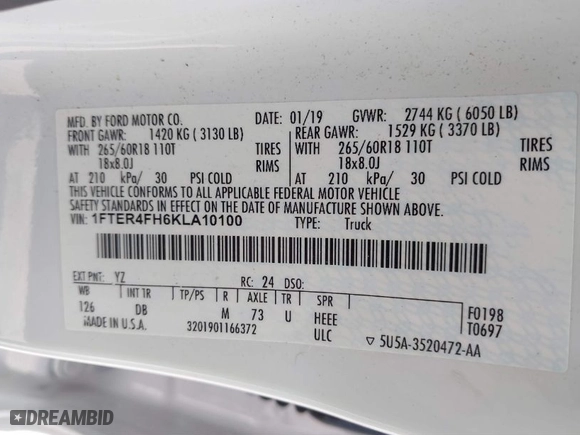 MFD. BY FORD MOTOR CO.
DATE: 01/19 GVWR: 2744 KG (6050 LB)
FRONT GAWR: 1420 KG (3130 LB) REAR GAWR: 1529 KG (3370 LB)
WITH 265/60R18 110T TIRES WITH 265/60R18 110T TIRES
18x8.0J RIMS 18x8.0J RIMS
AT 210 kPa/ 30 PSI COLD AT 210 kPa/ 30 PSI COLD
THIS VEHICLE CONFORMS TO ALL APPLICABLE FEDERAL MOTOR VEHICLE
SAFETY STANDARDS IN EFFECT ON THE DATE OF MANUFACTURE SHOWN ABOVE.
VIN: 1FTER4FH6KLA10100 TYPE: Truck
EXT PNT: YZ RC: 24 DSO:
WB INT TR TP/PS R AXLE TR SPR F0198
126 DB M 73 U HEEE T0697
MADE IN U.S.A. 3201901166372 ULC ▽ 5U5A-3520472-AA
DREAMBID